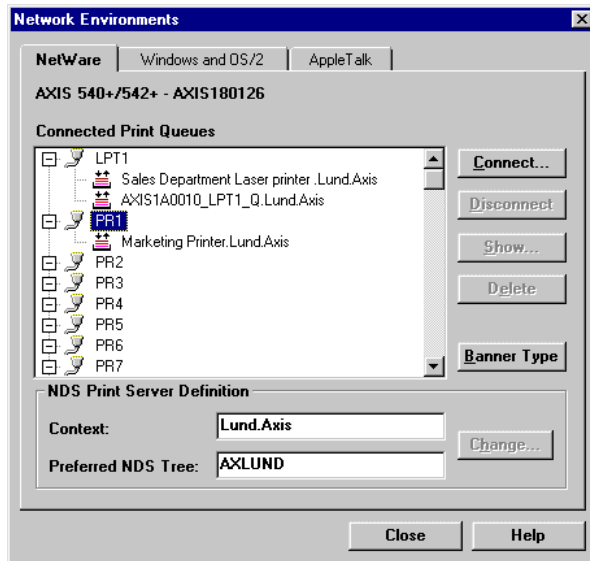 Network Environments
NetWare Windows and OS/2 AppleTalk
AXIS 540+/542+ - AXIS180126
Connected Print Queues
LPT1
Sales Department Laser printer .Lund.Axis
AXIS1A0010_LPT1_Q.Lund.Axis
PR1
Marketing Printer.Lund.Axis
PR2
PR3
PR4
PR5
PR6
PR7
Connect...
Disconnect
Show...
Delete
Banner Type
NDS Print Server Definition
Context: Lund.Axis
Preferred NDS Tree: AXLUND
Change...
Close Help